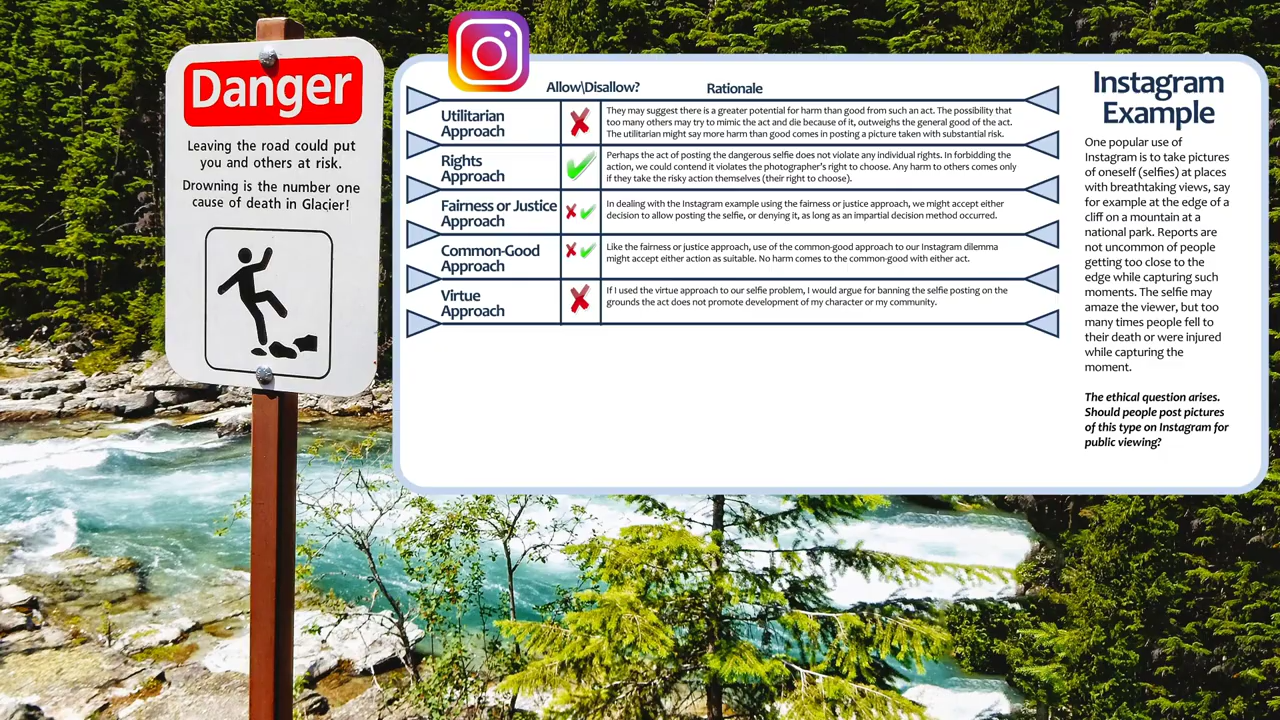 Danger
Leaving the road could put
you and others at risk.
Drowning is the number one
cause of death in Glacier!
Allow\Disallow?
Rationale
Utilitarian
Approach
They may suggest there is a greater potential for harm than good from such an act. The possibility that
too many others may try to mimic the act and die because of it, outweighs the general good of the act.
The utilitarian might say more harm than good comes in posting a picture taken with substantial risk.
Rights
Approach
Perhaps the act of posting the dangerous selfie does not violate any individual rights. In forbidding the
action, we could contend it violates the photographer's right to choose. Any harm to others comes only
if they take the risky action themselves (their right to choose).
Fairness or Justice
Approach
In dealing with the Instagram example using the fairness or justice approach, we might accept either
decision to allow posting the selfie, or denying it, as long as an impartial decision method occurred.
Common-Good
Approach
Like the fairness or justice approach, use of the common-good approach to our Instagram dilemma
might accept either action as suitable. No harm comes to the common-good with either act.
Virtue
Approach
If I used the virtue approach to our selfie problem, I would argue for banning the selfie posting on the
grounds the act does not promote development of my character or my community.
Instagram
Example
One popular use of
Instagram is to take pictures
of oneself (selfies) at places
with breathtaking views, say
for example at the edge of a
cliff on a mountain at a
national park. Reports are
not uncommon of people
getting too close to the
edge while capturing such
moments. The selfie may
amaze the viewer, but too
many times people fell to
their death or were injured
while capturing the
moment.
The ethical question arises.
Should people post pictures
of this type on Instagram for
public viewing?